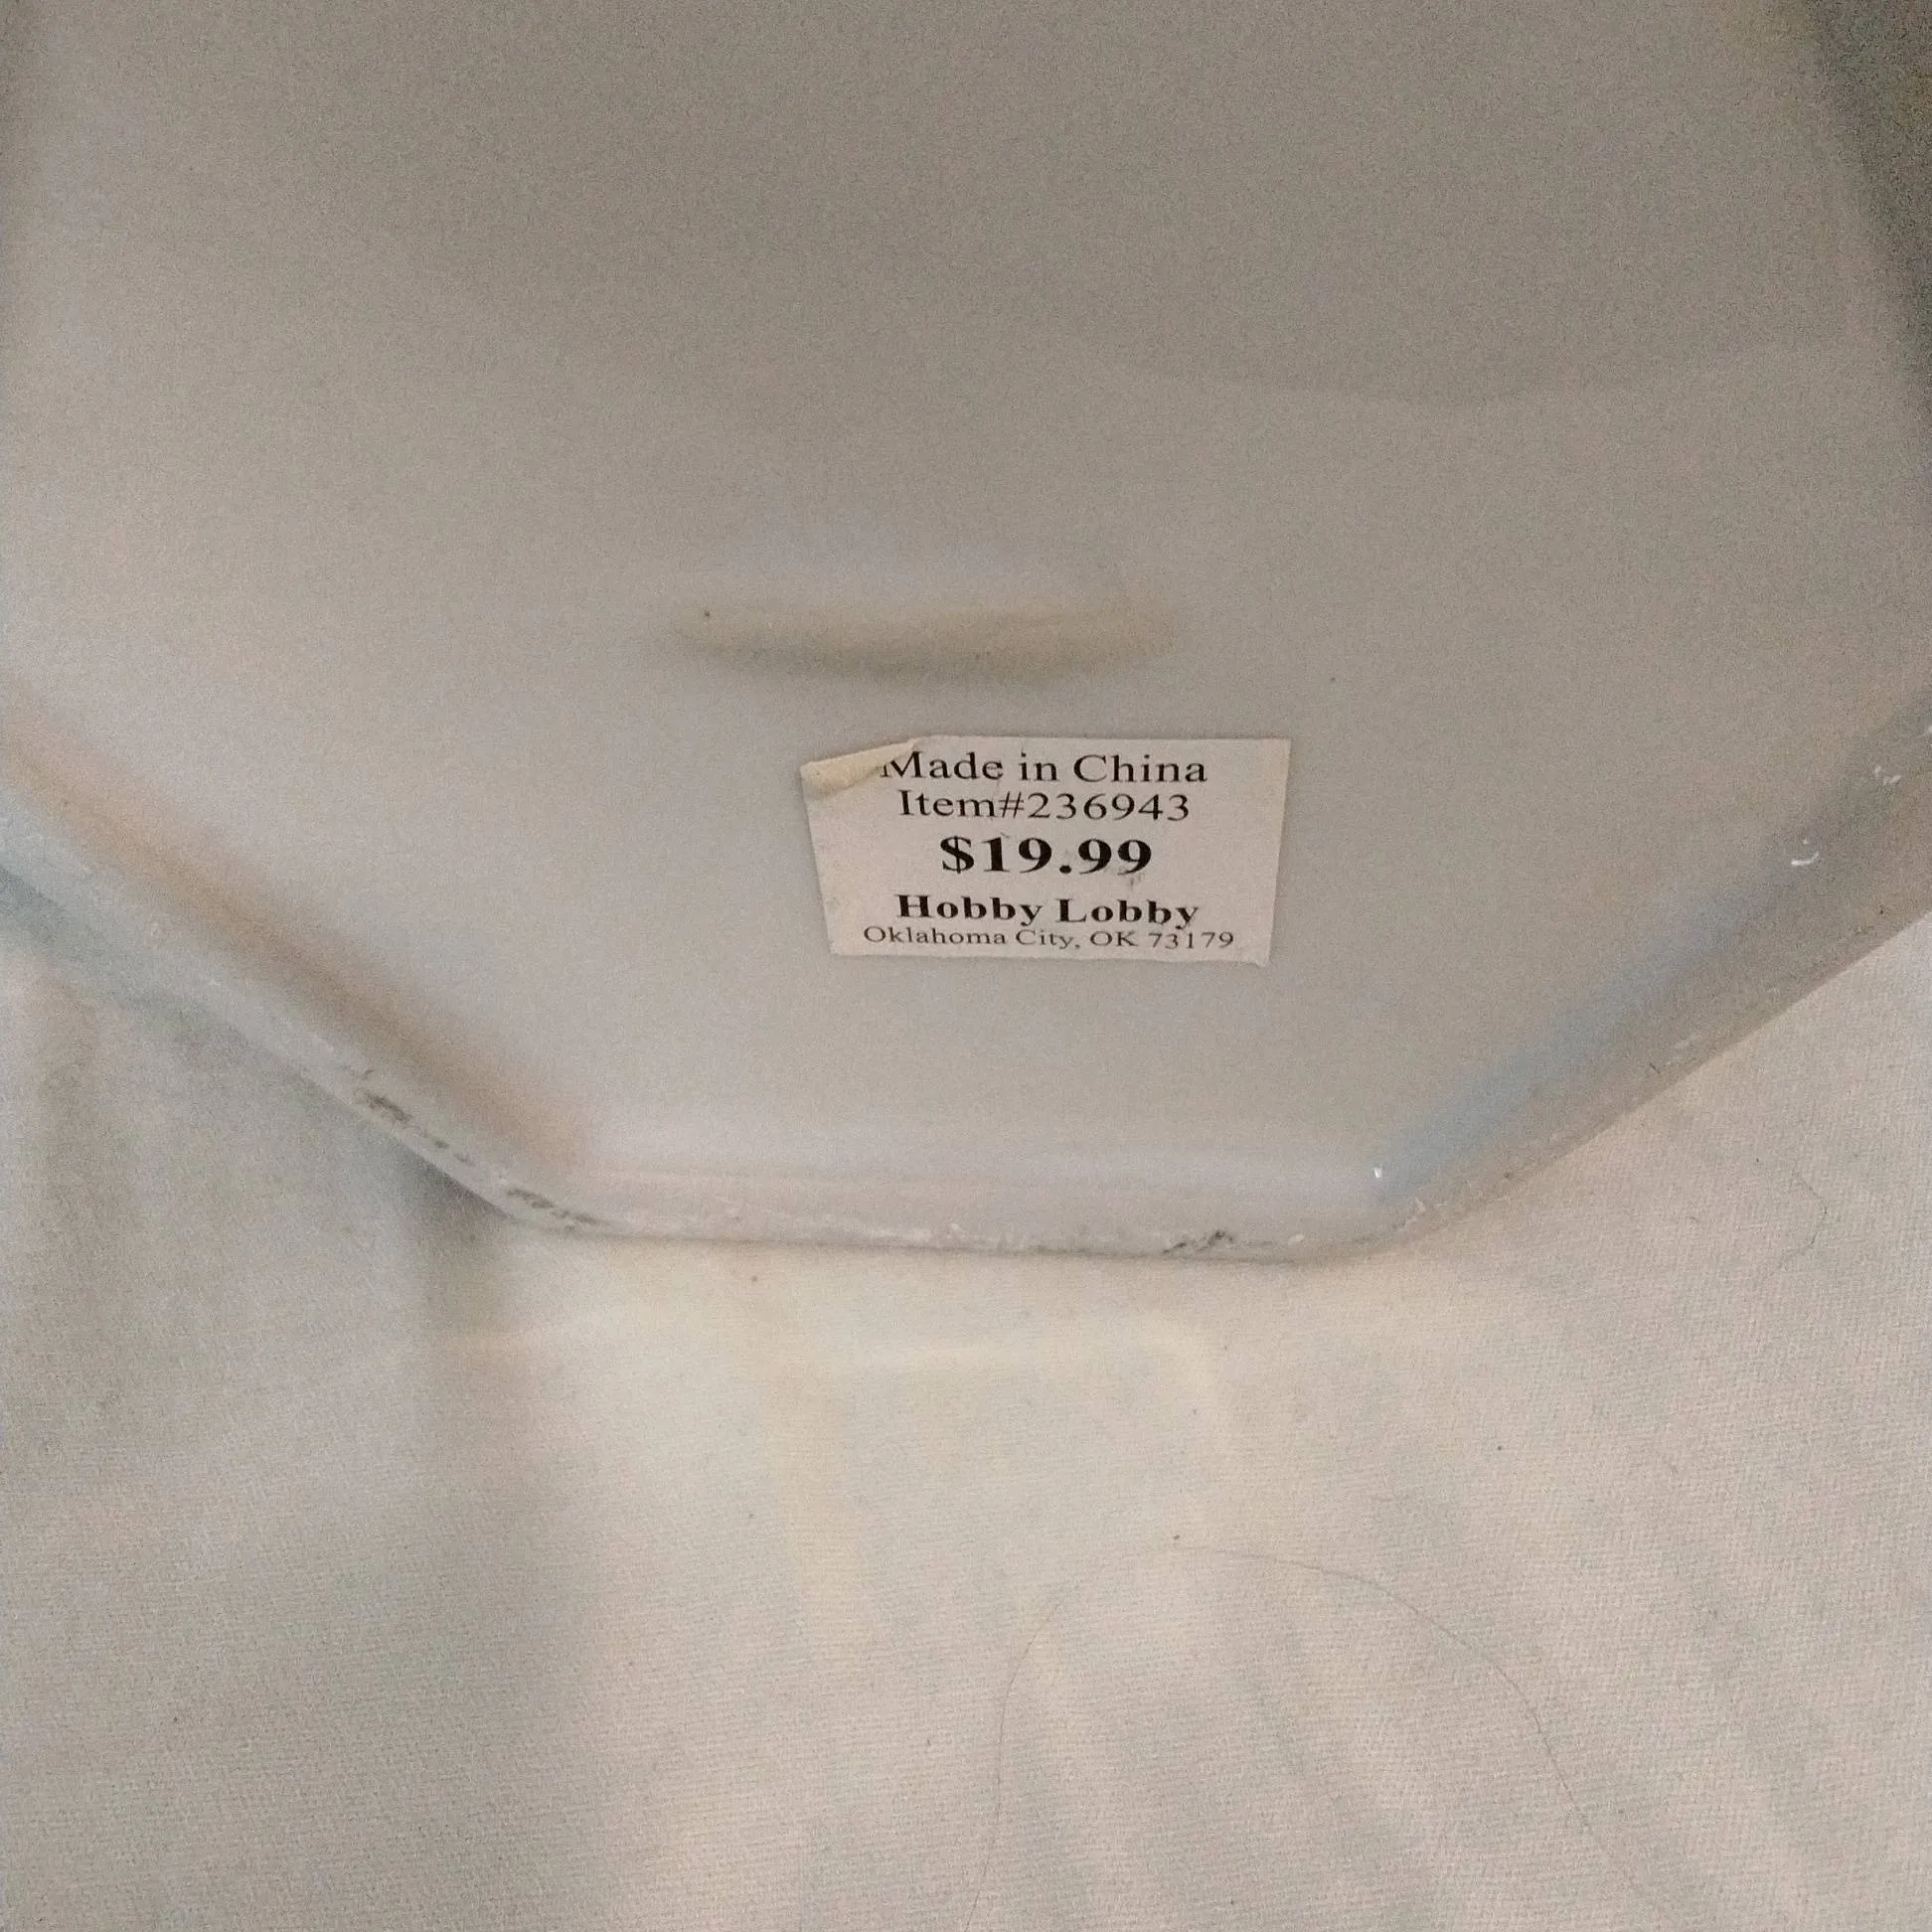 Made in China
Item#236943
$19.99
Hobby Lobby
Oklahoma City, OK 73179